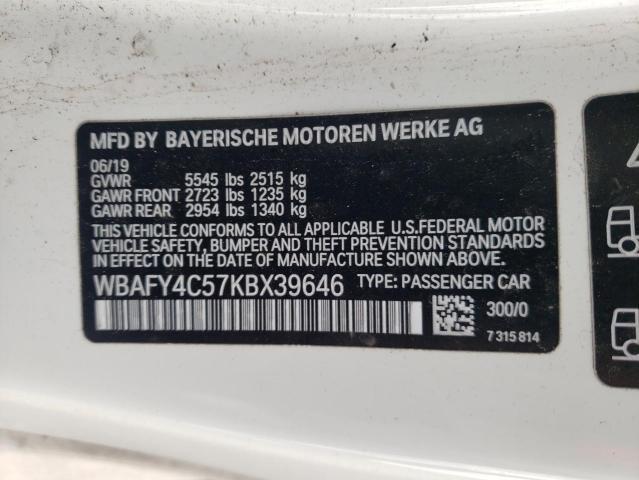 MFD BY BAYERISCHE MOTOREN WERKE AG
06/19
GVWR 5545 lbs 2515 kg
GAWR FRONT 2723 lbs 1235 kg
GAWR REAR 2954 lbs 1340 kg
THIS VEHICLE CONFORMS TO ALL APPLICABLE U.S.FEDERAL MOTOR
VEHICLE SAFETY, BUMPER AND THEFT PREVENTION STANDARDS
IN EFFECT ON THE DATE OF MANUFACTURE SHOWN ABOVE.
WBAFY4C57KBX39646 TYPE: PASSENGER CAR
300/0
7 315 814